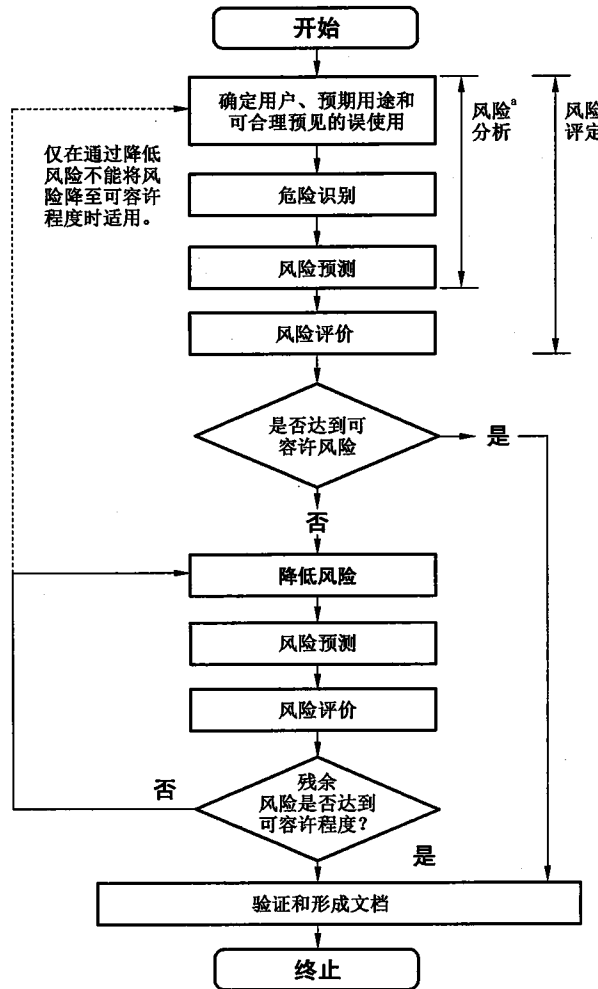 开始
确定用户、预期用途和
可合理预见的误使用
风险a
分析
风险
评定
仅在通过降低
风险不能将风
险降至可容许
程度时适用。
危险识别
风险预测
风险评价
是否达到可
容许风险
是
否
降低风险
风险预测
风险评价
否
残余
风险是否达到
可容许程度?
是
验证和形成文档
终止